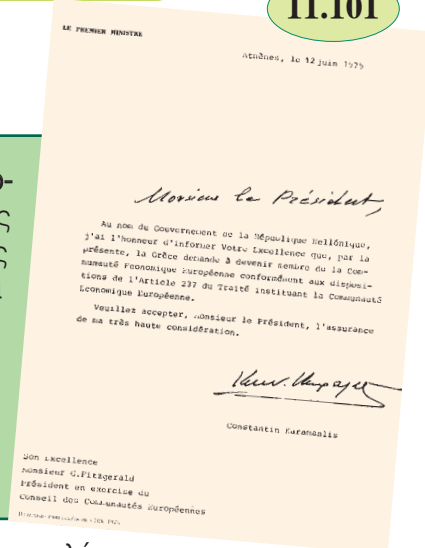 11.101
LE PREMIER MINISTRE
Athènes, le 12 juin 1975
Monsieur le Président,
Au nom du Gouvernement de la République Hellénique,
j'ai l'honneur d'informer Votre Excellence que, par la
présente, la Grèce demande à devenir membre de la Com-
munauté Economique Européenne conformément aux disposi-
tions de l'Article 237 du Traité instituant la Communauté
Economique Européenne.
Veuillez accepter, Monsieur le Président, l'assurance
de ma très haute considération.
Constantin Karamanlis
Son Excellence
Monsieur G.Fitzgerald
Président en exercice du
Conseil des Communautés Européennes